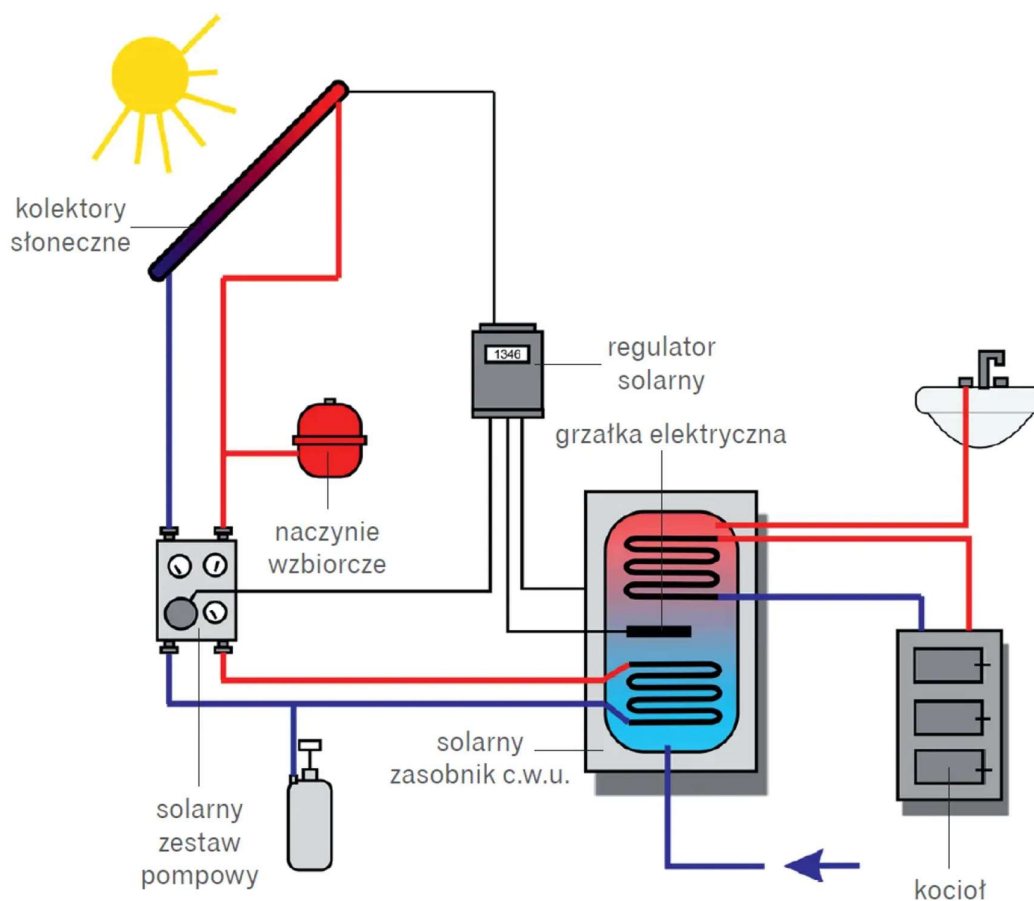 kolektory
słoneczne
1346
regulator
solarny
grzałka elektryczna
naczynie
wzbiorcze
solarny
zasobnik c.w.u.
solarny
zestaw
pompowy
kocioł